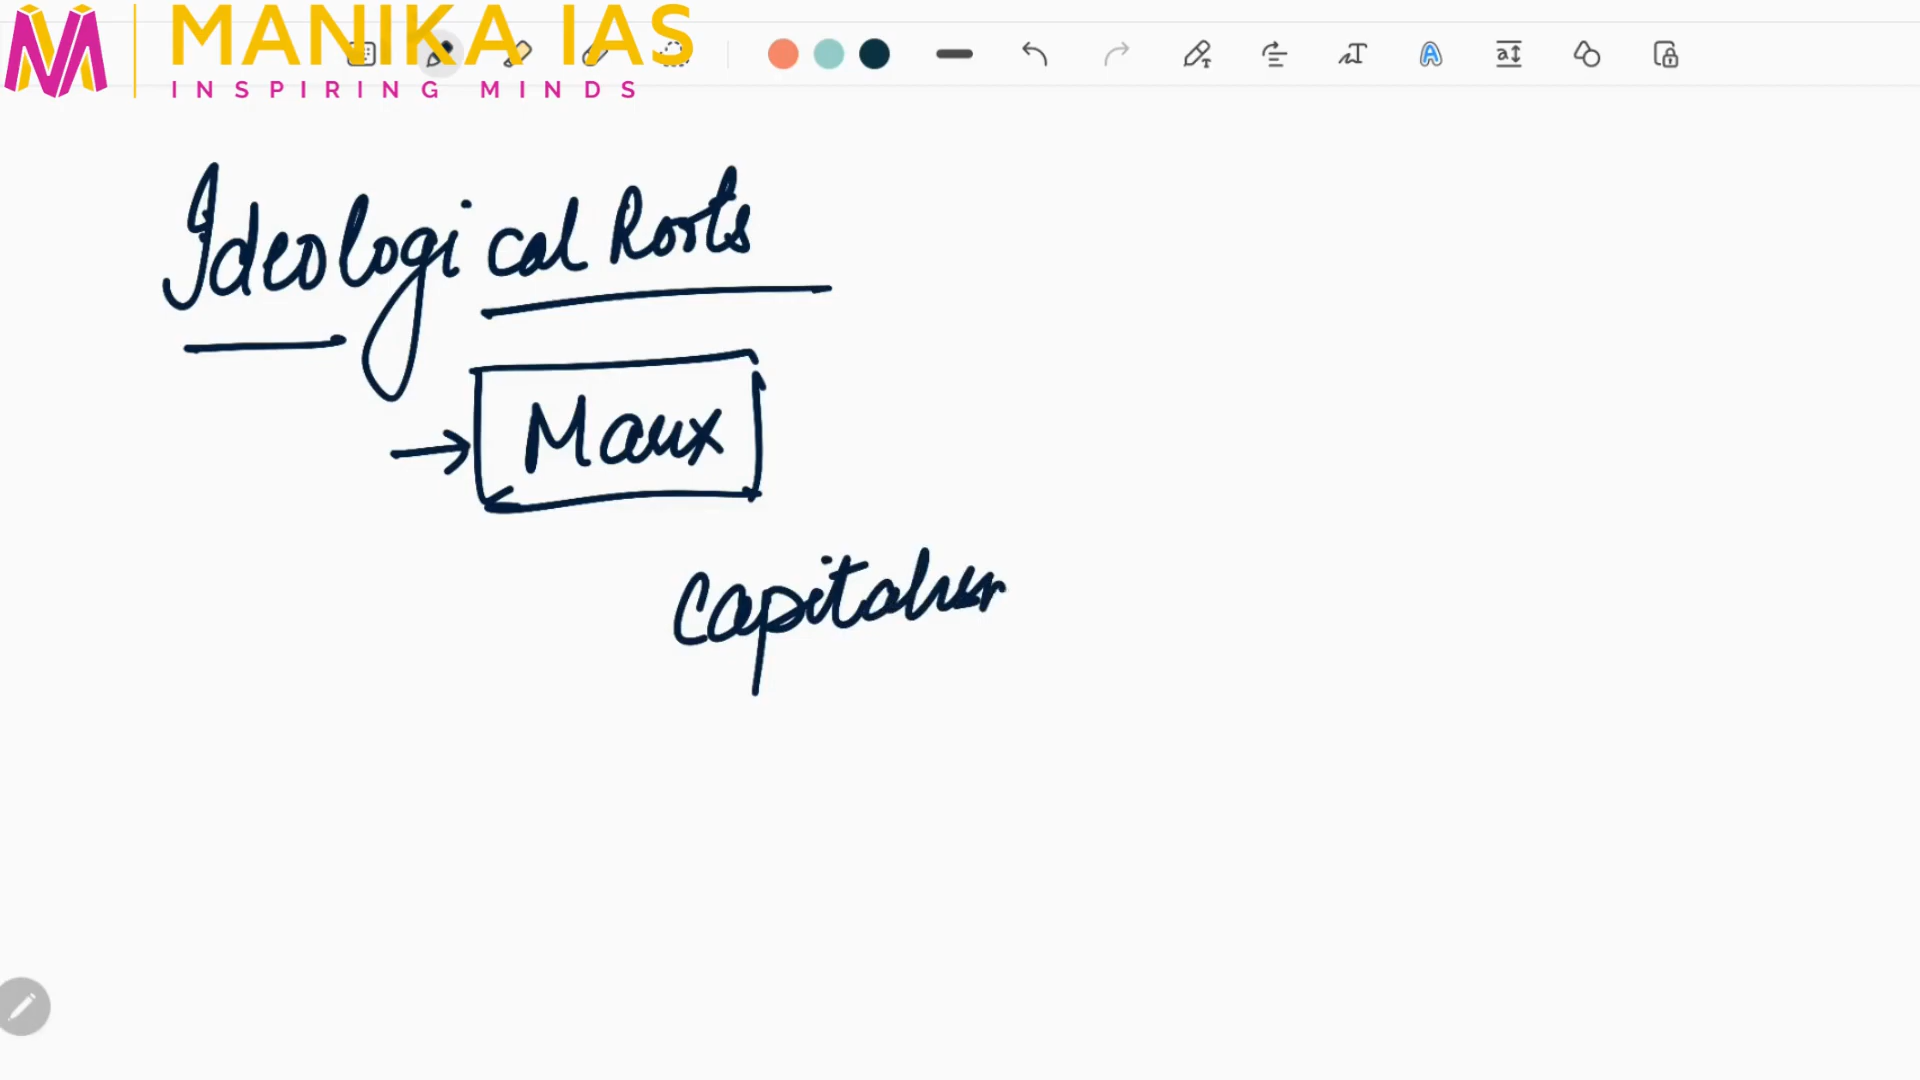 MANIKA IAS
INSPIRING MINDS
Ideological Roots
→ Marx
Capitalism